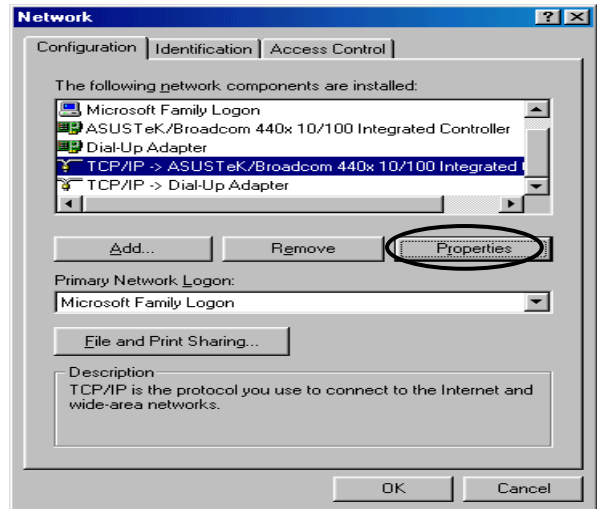 Network
Configuration Identification Access Control
The following network components are installed:
Microsoft Family Logon
ASUSTeK/Broadcom 440x 10/100 Integrated Controller
Dial-Up Adapter
TCP/IP -> ASUSTeK/Broadcom 440x 10/100 Integrated
TCP/IP -> Dial-Up Adapter
Add... Remove Properties
Primary Network Logon:
Microsoft Family Logon
File and Print Sharing...
Description
TCP/IP is the protocol you use to connect to the Internet and
wide-area networks.
OK Cancel